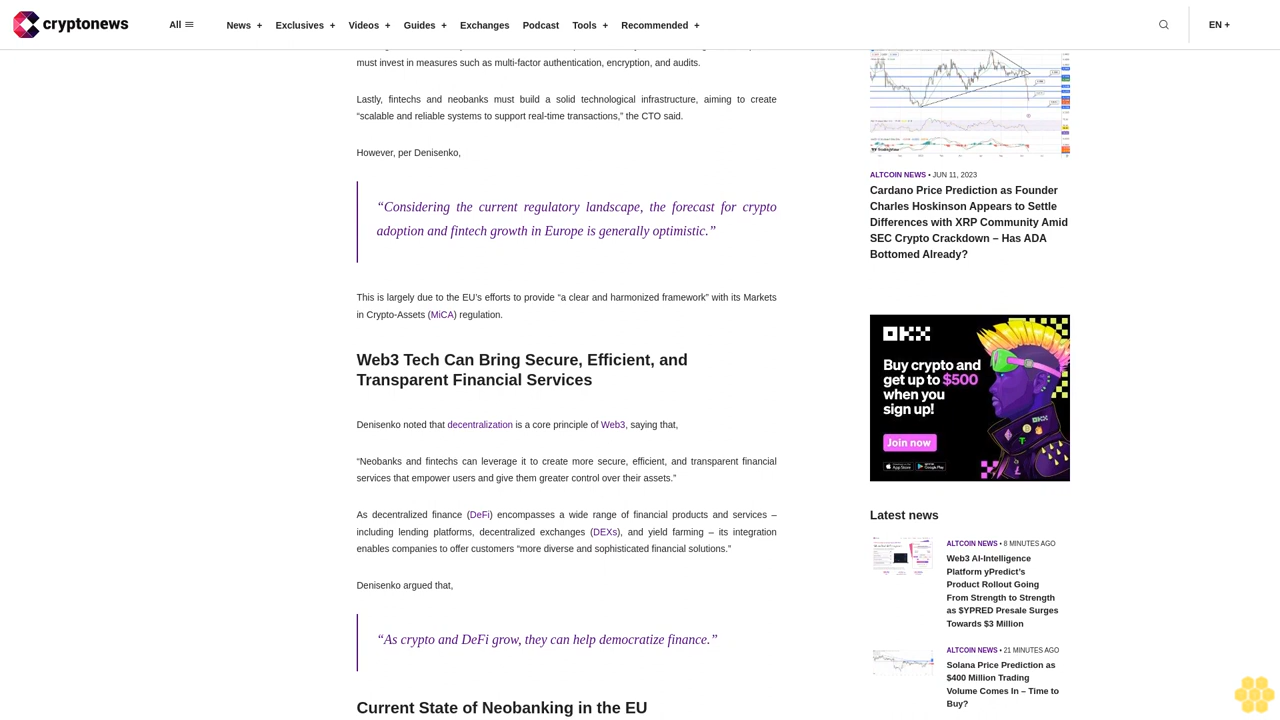 cryptonews
All
News +
Exclusives +
Videos +
Guides +
Exchanges
Podcast
Tools +
Recommended +
EN +
must invest in measures such as multi-factor authentication, encryption, and audits.
fintechs and neobanks must build a solid technological infrastructure, aiming to create
and reliable systems to support real-time transactions,” the CTO said.
However, per Denisenko,
“Considering the current regulatory landscape, the forecast for crypto
adoption and fintech growth in Europe is generally optimistic.”
This is largely due to the EU’s efforts to provide “a clear and harmonized framework” with its Markets
in Crypto-Assets (MiCA) regulation.
Web3 Tech Can Bring Secure, Efficient, and
Transparent Financial Services
Denisenko noted that decentralization is a core principle of Web3, saying that,
“Neobanks and fintechs can leverage it to create more secure, efficient, and transparent financial
services that empower users and give them greater control over their assets.”
As decentralized finance (DeFi) encompasses a wide range of financial products and services –
including lending platforms, decentralized exchanges (DEXs), and yield farming – its integration
enables companies to offer customers “more diverse and sophisticated financial solutions.”
Denisenko argued that,
“As crypto and DeFi grow, they can help democratize finance.”
Current State of Neobanking in the EU
ALTCOIN NEWS • JUN 11, 2023
Cardano Price Prediction as Founder
Charles Hoskinson Appears to Settle
Differences with XRP Community Amid
SEC Crypto Crackdown – Has ADA
Bottomed Already?
OKX
Buy crypto and
get up to $500
when you
sign up!
Join now
App Store
Google Play
Latest news
ALTCOIN NEWS • 8 MINUTES AGO
Web3 AI-Intelligence
Platform yPredict’s
Product Rollout Going
From Strength to Strength
as $YPRED Presale Surges
Towards $3 Million
ALTCOIN NEWS • 21 MINUTES AGO
Solana Price Prediction as
$400 Million Trading
Volume Comes In – Time to
Buy?